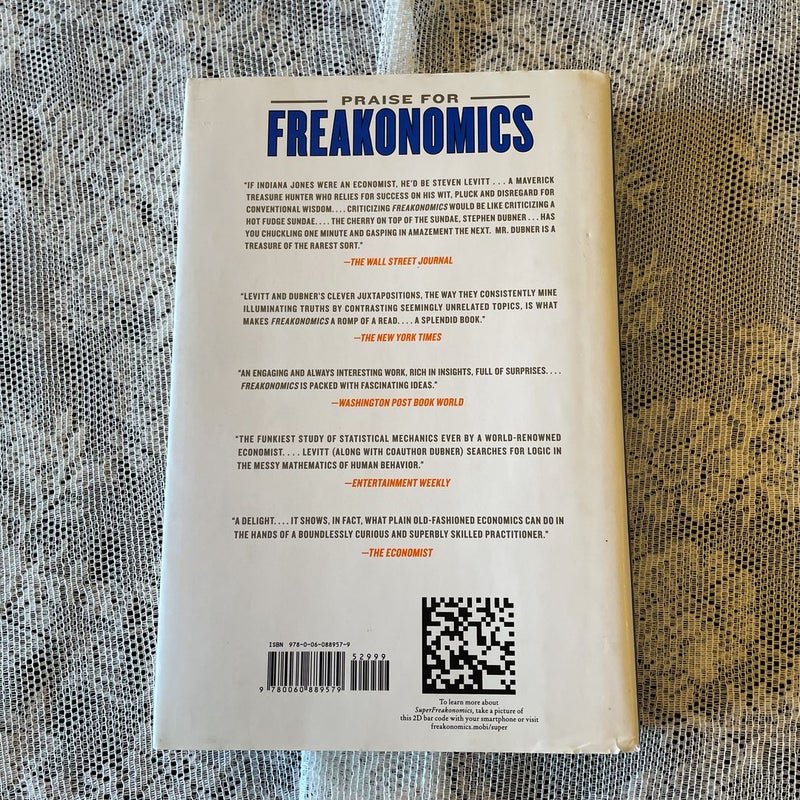 PRAISE FOR
FREAKONOMICS
"IF INDIANA JONES WERE AN ECONOMIST, HE'D BE STEVEN LEVITT . . . A MAVERICK
TREASURE HUNTER WHO RELIES FOR SUCCESS ON HIS WIT, PLUCK AND DISREGARD FOR
CONVENTIONAL WISDOM. . . . CRITICIZING FREAKONOMICS WOULD BE LIKE CRITICIZING A
HOT FUDGE SUNDAE. . . . THE CHERRY ON TOP OF THE SUNDAE, STEPHEN DUBNER . . . HAS
YOU CHUCKLING ONE MINUTE AND GASPING IN AMAZEMENT THE NEXT. MR. DUBNER IS A
TREASURE OF THE RAREST SORT."
—THE WALL STREET JOURNAL
"LEVITT AND DUBNER'S CLEVER JUXTAPOSITIONS, THE WAY THEY CONSISTENTLY MINE
ILLUMINATING TRUTHS BY CONTRASTING SEEMINGLY UNRELATED TOPICS, IS WHAT
MAKES FREAKONOMICS A ROMP OF A READ. . . . A SPLENDID BOOK."
—THE NEW YORK TIMES
"AN ENGAGING AND ALWAYS INTERESTING WORK, RICH IN INSIGHTS, FULL OF SURPRISES. . . .
FREAKONOMICS IS PACKED WITH FASCINATING IDEAS."
—WASHINGTON POST BOOK WORLD
"THE FUNKIEST STUDY OF STATISTICAL MECHANICS EVER BY A WORLD-RENOWNED
ECONOMIST. . . . LEVITT (ALONG WITH COAUTHOR DUBNER) SEARCHES FOR LOGIC IN
THE MESSY MATHEMATICS OF HUMAN BEHAVIOR."
—ENTERTAINMENT WEEKLY
"A DELIGHT. . . . IT SHOWS, IN FACT, WHAT PLAIN OLD-FASHIONED ECONOMICS CAN DO IN
THE HANDS OF A BOUNDLESSLY CURIOUS AND SUPERBLY SKILLED PRACTITIONER."
—THE ECONOMIST
ISBN 978-0-06-088957-9
52999
9 780060 889579
To learn more about
SuperFreakonomics, take a picture of
this 2D bar code with your smartphone or visit
freakonomics.mobi/super